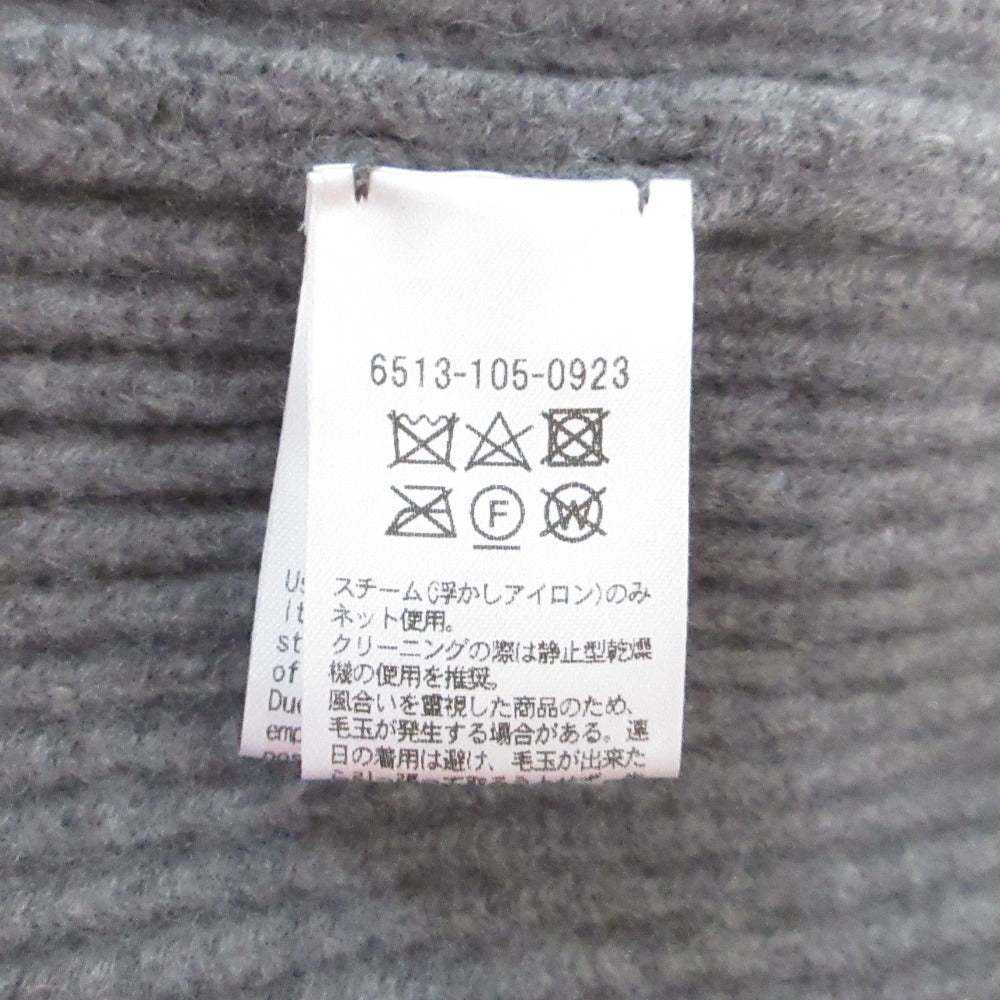 6513-105-0923
F
W
スチーム(浮かしアイロン)のみ
ネット使用。
クリーニングの際は静止型乾燥
機の使用を推奨。
風合いを重視した商品のため、
毛玉が発生する場合がある。連
日の着用は避け、毛玉が出来た
Us
it
st
of
Due
emp